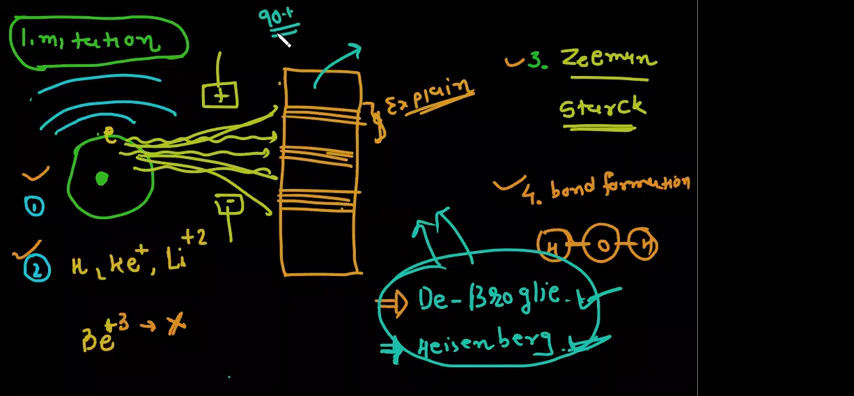 limitation
90+
+
e
Explain
3. Zeeman
Starck
-
1
4. bond formation
2
H, He+, Li+2
H-O-H
Be+3 → ×
⇒ De-Broglie.
⇒ Heisenberg.